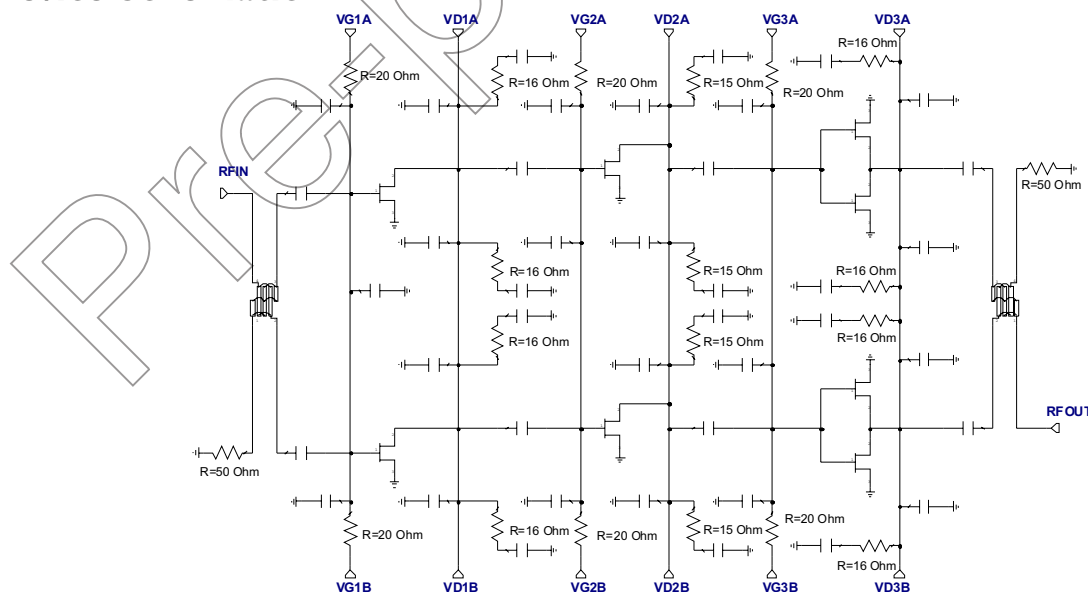 VG1A VD1A VG2A VD2A VG3A VD3A
R=16 Ohm
R=20 Ohm
R=16 Ohm
R=20 Ohm
R=15 Ohm
R=20 Ohm
RFIN
R=50 Ohm
R=16 Ohm
R=15 Ohm
R=16 Ohm
R=16 Ohm
R=15 Ohm
R=16 Ohm
RFOUT
R=50 Ohm
R=20 Ohm
R=16 Ohm
R=20 Ohm
R=15 Ohm
R=20 Ohm
R=16 Ohm
VG1B VD1B VG2B VD2B VG3B VD3B